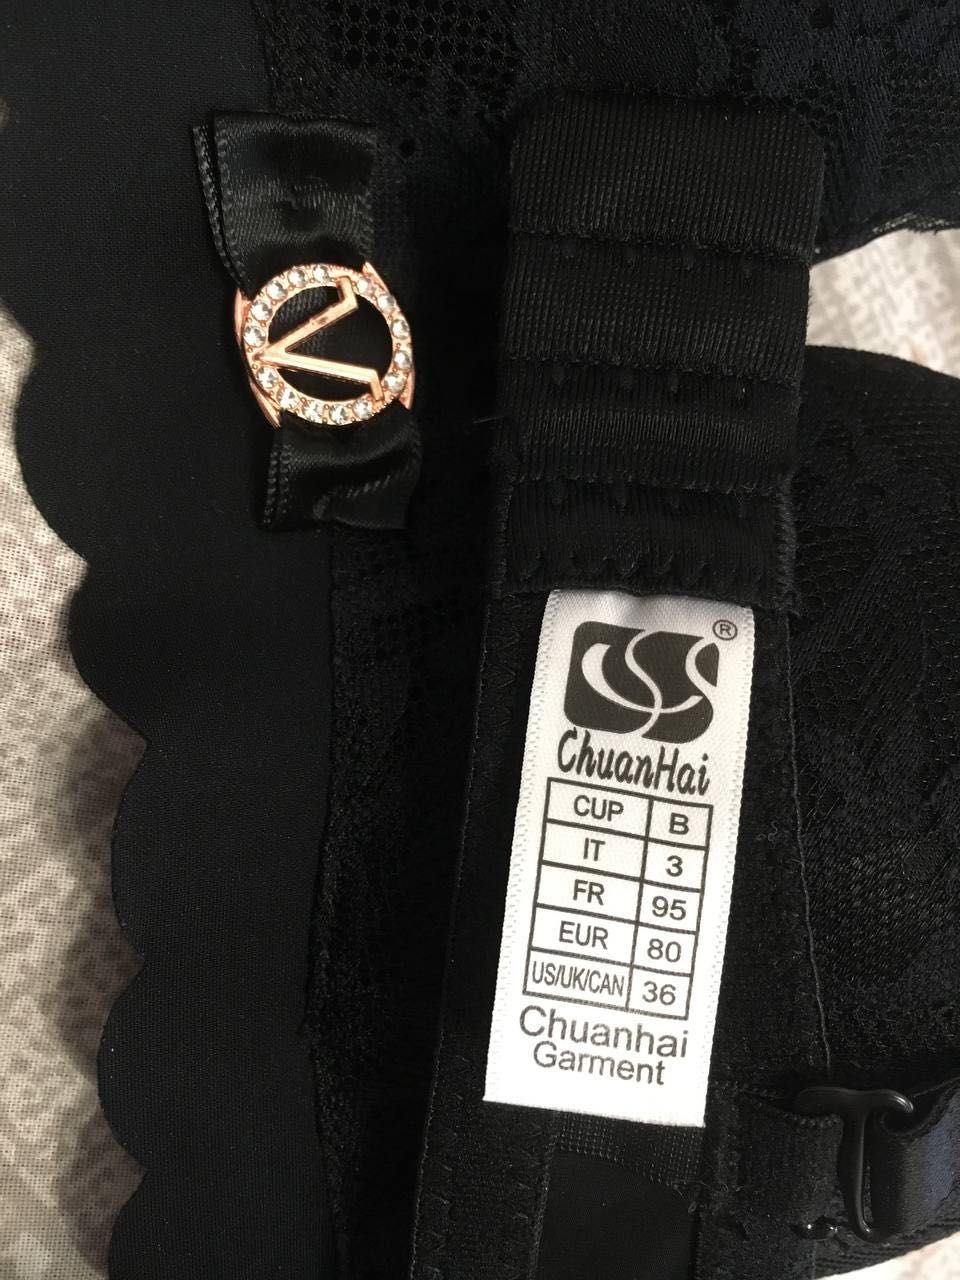 V
®
ChuanHai
CUP B
IT 3
FR 95
EUR 80
US/UK/CAN 36
Chuanhai
Garment